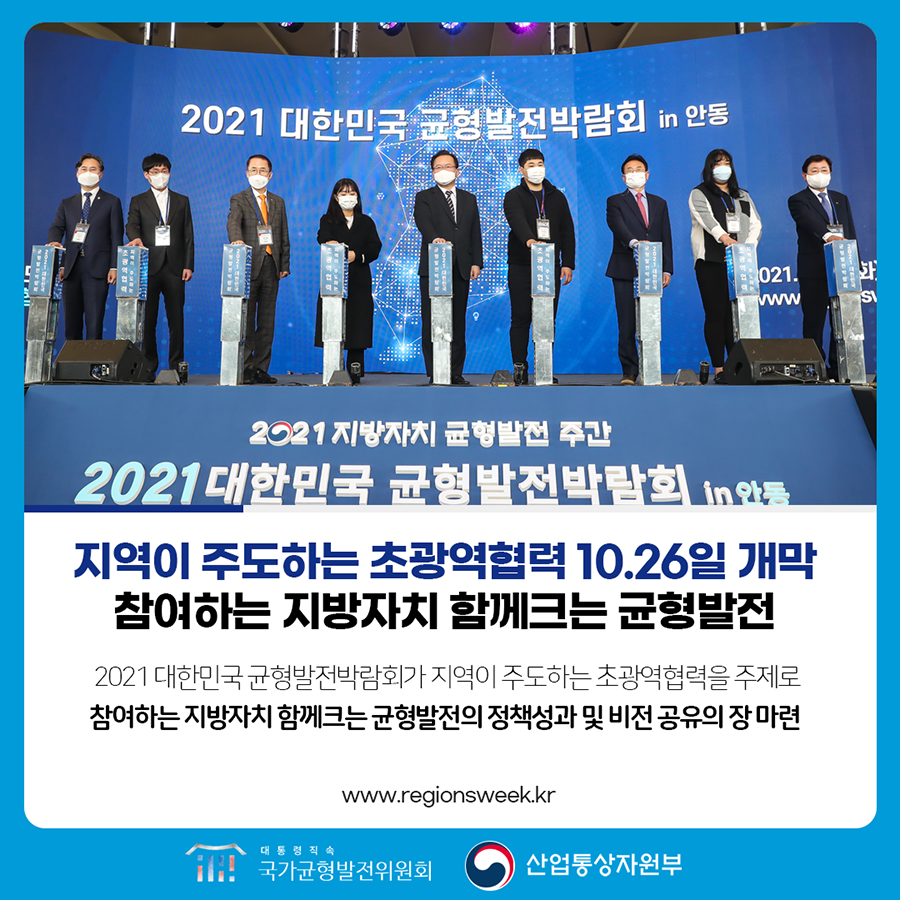 2021 대한민국 균형발전박람회 in 안동
2021.
www.
2021 지방자치 균형발전 주간
2021 대한민국 균형발전박람회 in 안동
지역이 주도하는 초광역협력 10.26일 개막
참여하는 지방자치 함께크는 균형발전
2021 대한민국 균형발전박람회가 지역이 주도하는 초광역협력을 주제로
참여하는 지방자치 함께크는 균형발전의 정책성과 및 비전 공유의 장 마련
www.regionsweek.kr
대통령직속
국가균형발전위원회
산업통상자원부